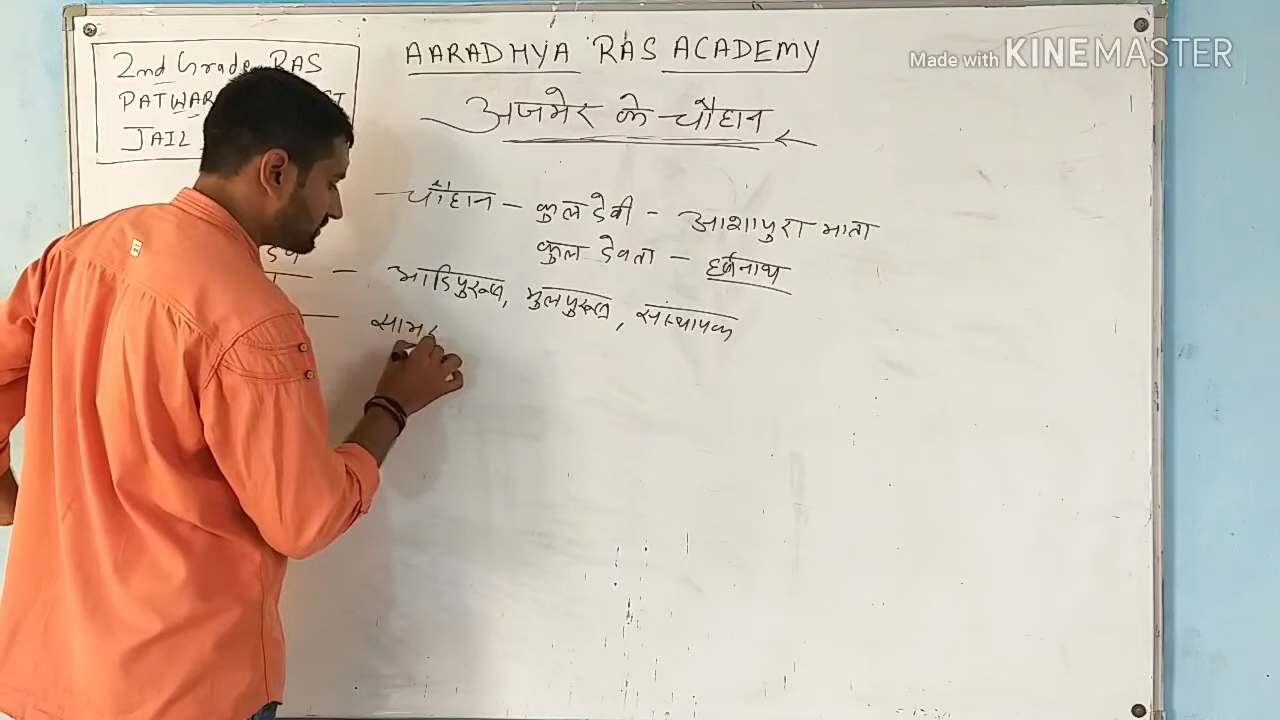 Made with KINEMASTER
AARADHYA RAS ACADEMY
2nd Grade RAS
PATWAR
JAIL
अजमेर के चौहान
चौहान - कुल देवी - आशापुरा माता
कुल देवता - हर्षनाथ
आदिपुरूष, मुलपुरूष, संस्थापक
सामर